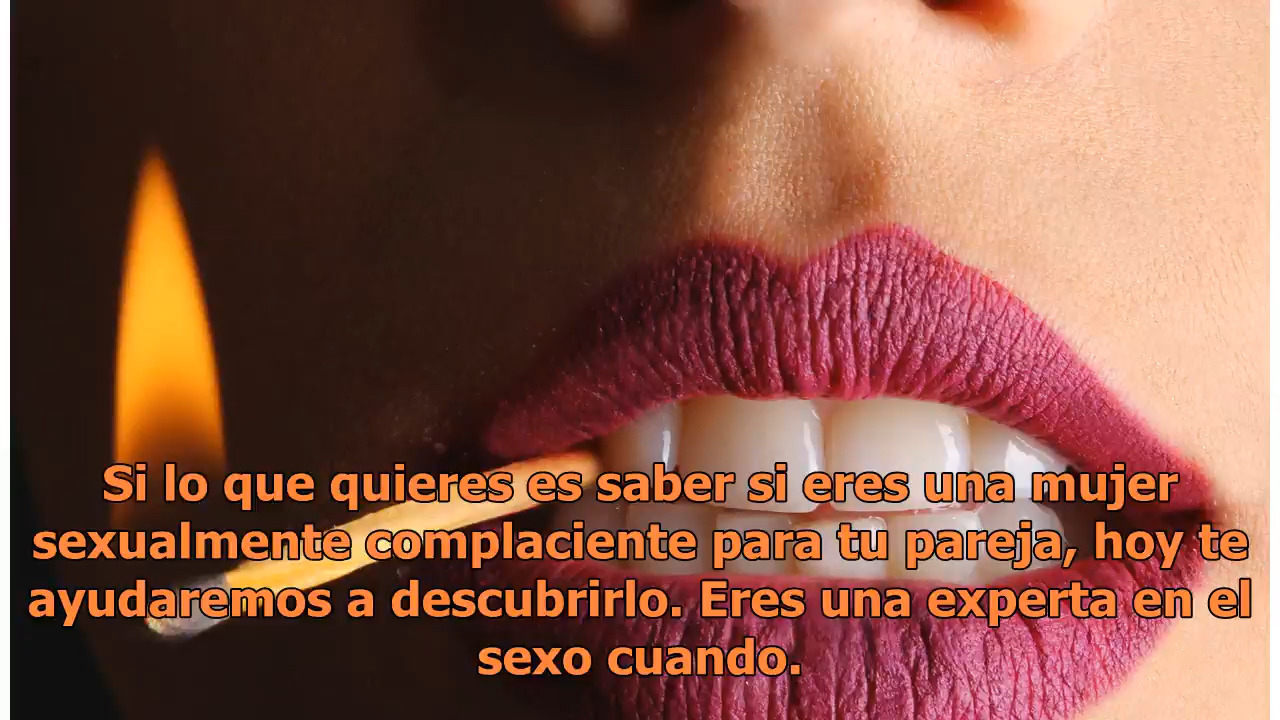 Si lo que quieres es saber si eres una mujer
sexualmente complaciente para tu pareja, hoy te
ayudaremos a descubrirlo. Eres una experta en el
sexo cuando.